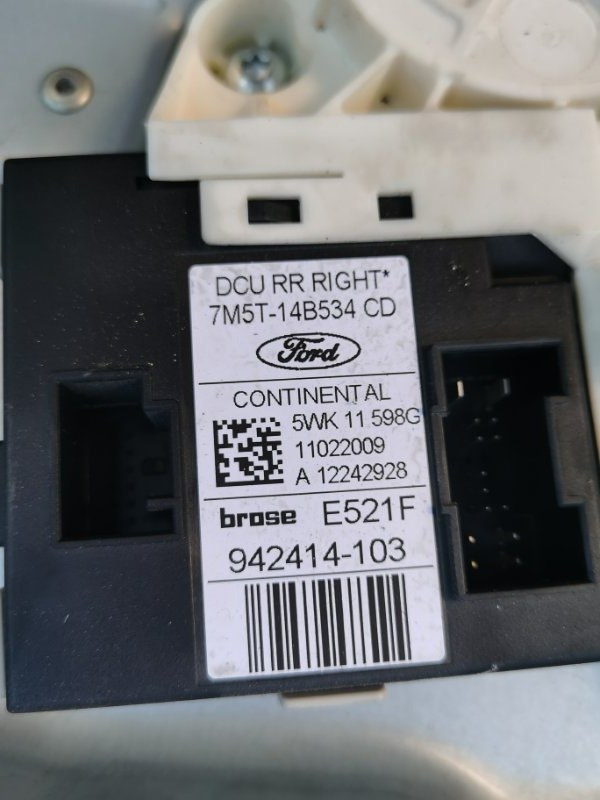 DCU RR RIGHT*
7M5T-14B534 CD
Ford
CONTINENTAL
5WK 11 598G
11022009
A 12242928
brose E521F
942414-103